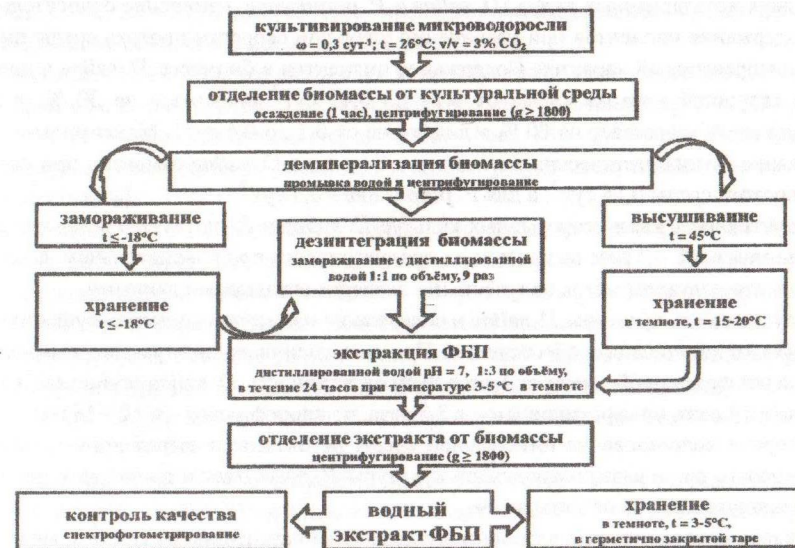 культивирование микроводоросли
ω = 0,3 сут⁻¹; t = 26°C; v/v = 3% CO₂
отделение биомассы от культуральной среды
осаждение (1 час), центрифугирование (g ≥ 1800)
деминерализация биомассы
промывка водой и центрифугирование
замораживание
t ≤ -18°C
хранение
t ≤ -18°C
дезинтеграция биомассы
замораживание с дистиллированной
водой 1:1 по объёму, 9 раз
высушивание
t = 45°C
хранение
в темноте, t = 15-20°C
экстракция ФБП
дистиллированной водой pH = 7, 1:3 по объёму,
в течение 24 часов при температуре 3-5 °C в темноте
отделение экстракта от биомассы
центрифугирование (g ≥ 1800)
контроль качества
спектрофотометрирование
водный
экстракт ФБП
хранение
в темноте, t = 3-5°C,
в герметично закрытой таре